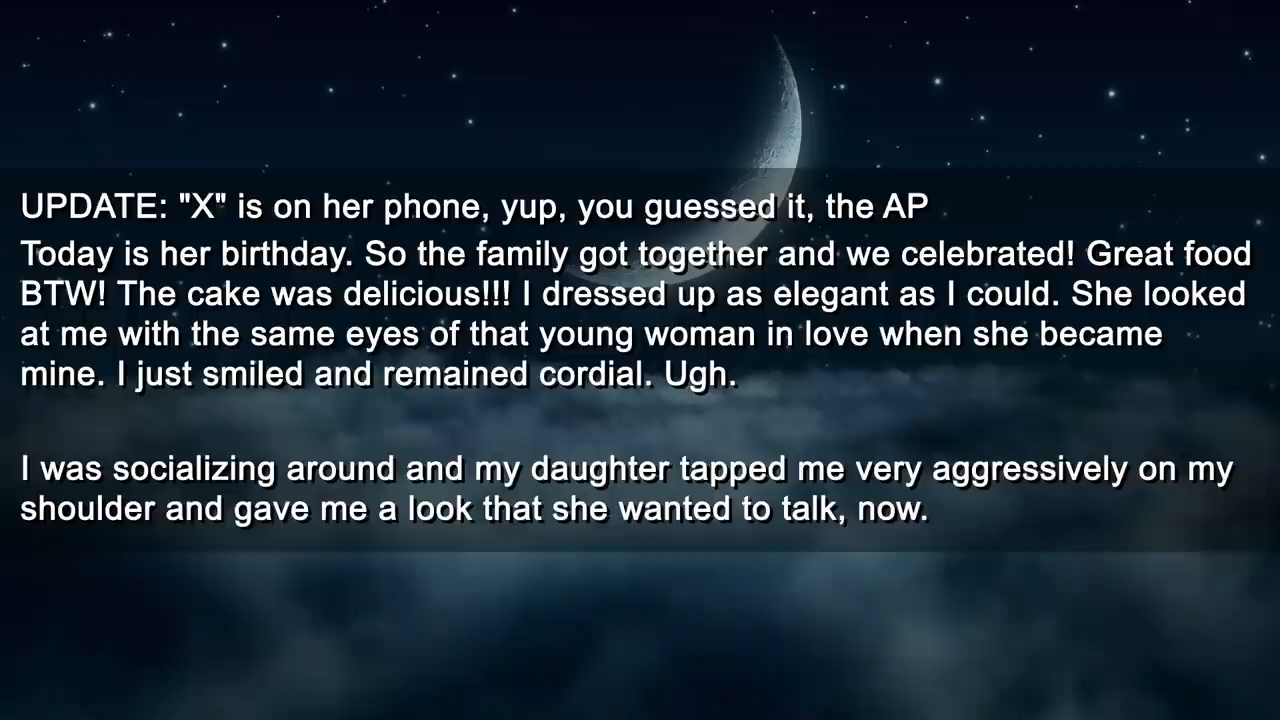 UPDATE: "X" is on her phone, yup, you guessed it, the AP
Today is her birthday. So the family got together and we celebrated! Great food
BTW! The cake was delicious!!! I dressed up as elegant as I could. She looked
at me with the same eyes of that young woman in love when she became
mine. I just smiled and remained cordial. Ugh.
I was socializing around and my daughter tapped me very aggressively on my
shoulder and gave me a look that she wanted to talk, now.